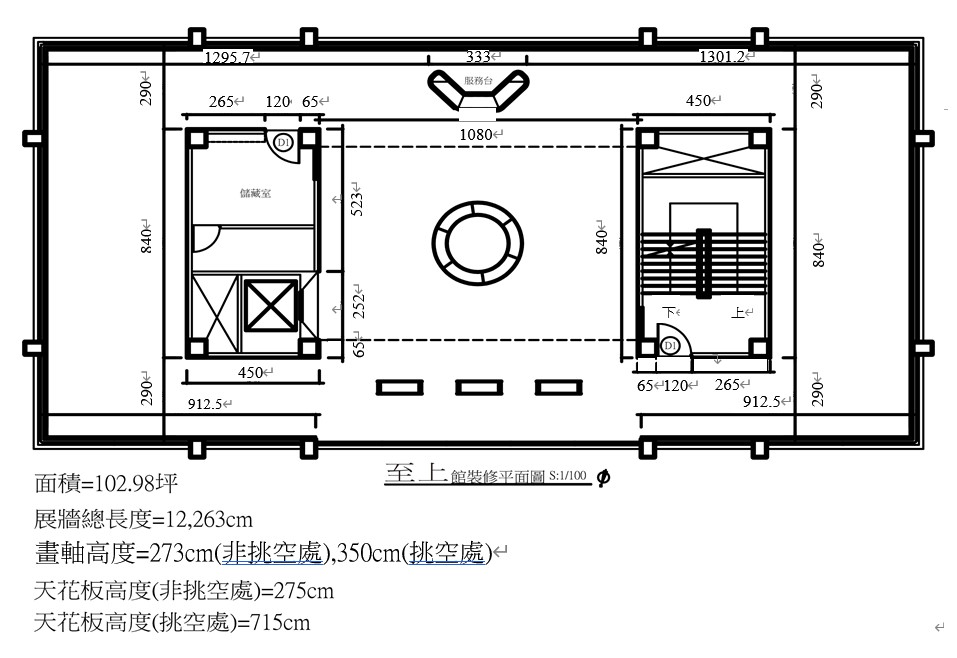 1295.7
333
1301.2
服務台
290
290
265
120
65
450
D1
1080
儲藏室
523
840
840
840
252
下
上
65
D1
450
65
120
265
290
290
912.5
912.5
至上館裝修平面圖 S:1/100
面積=102.98坪
展牆總長度=12,263cm
畫軸高度=273cm(非挑空處),350cm(挑空處)
天花板高度(非挑空處)=275cm
天花板高度(挑空處)=715cm